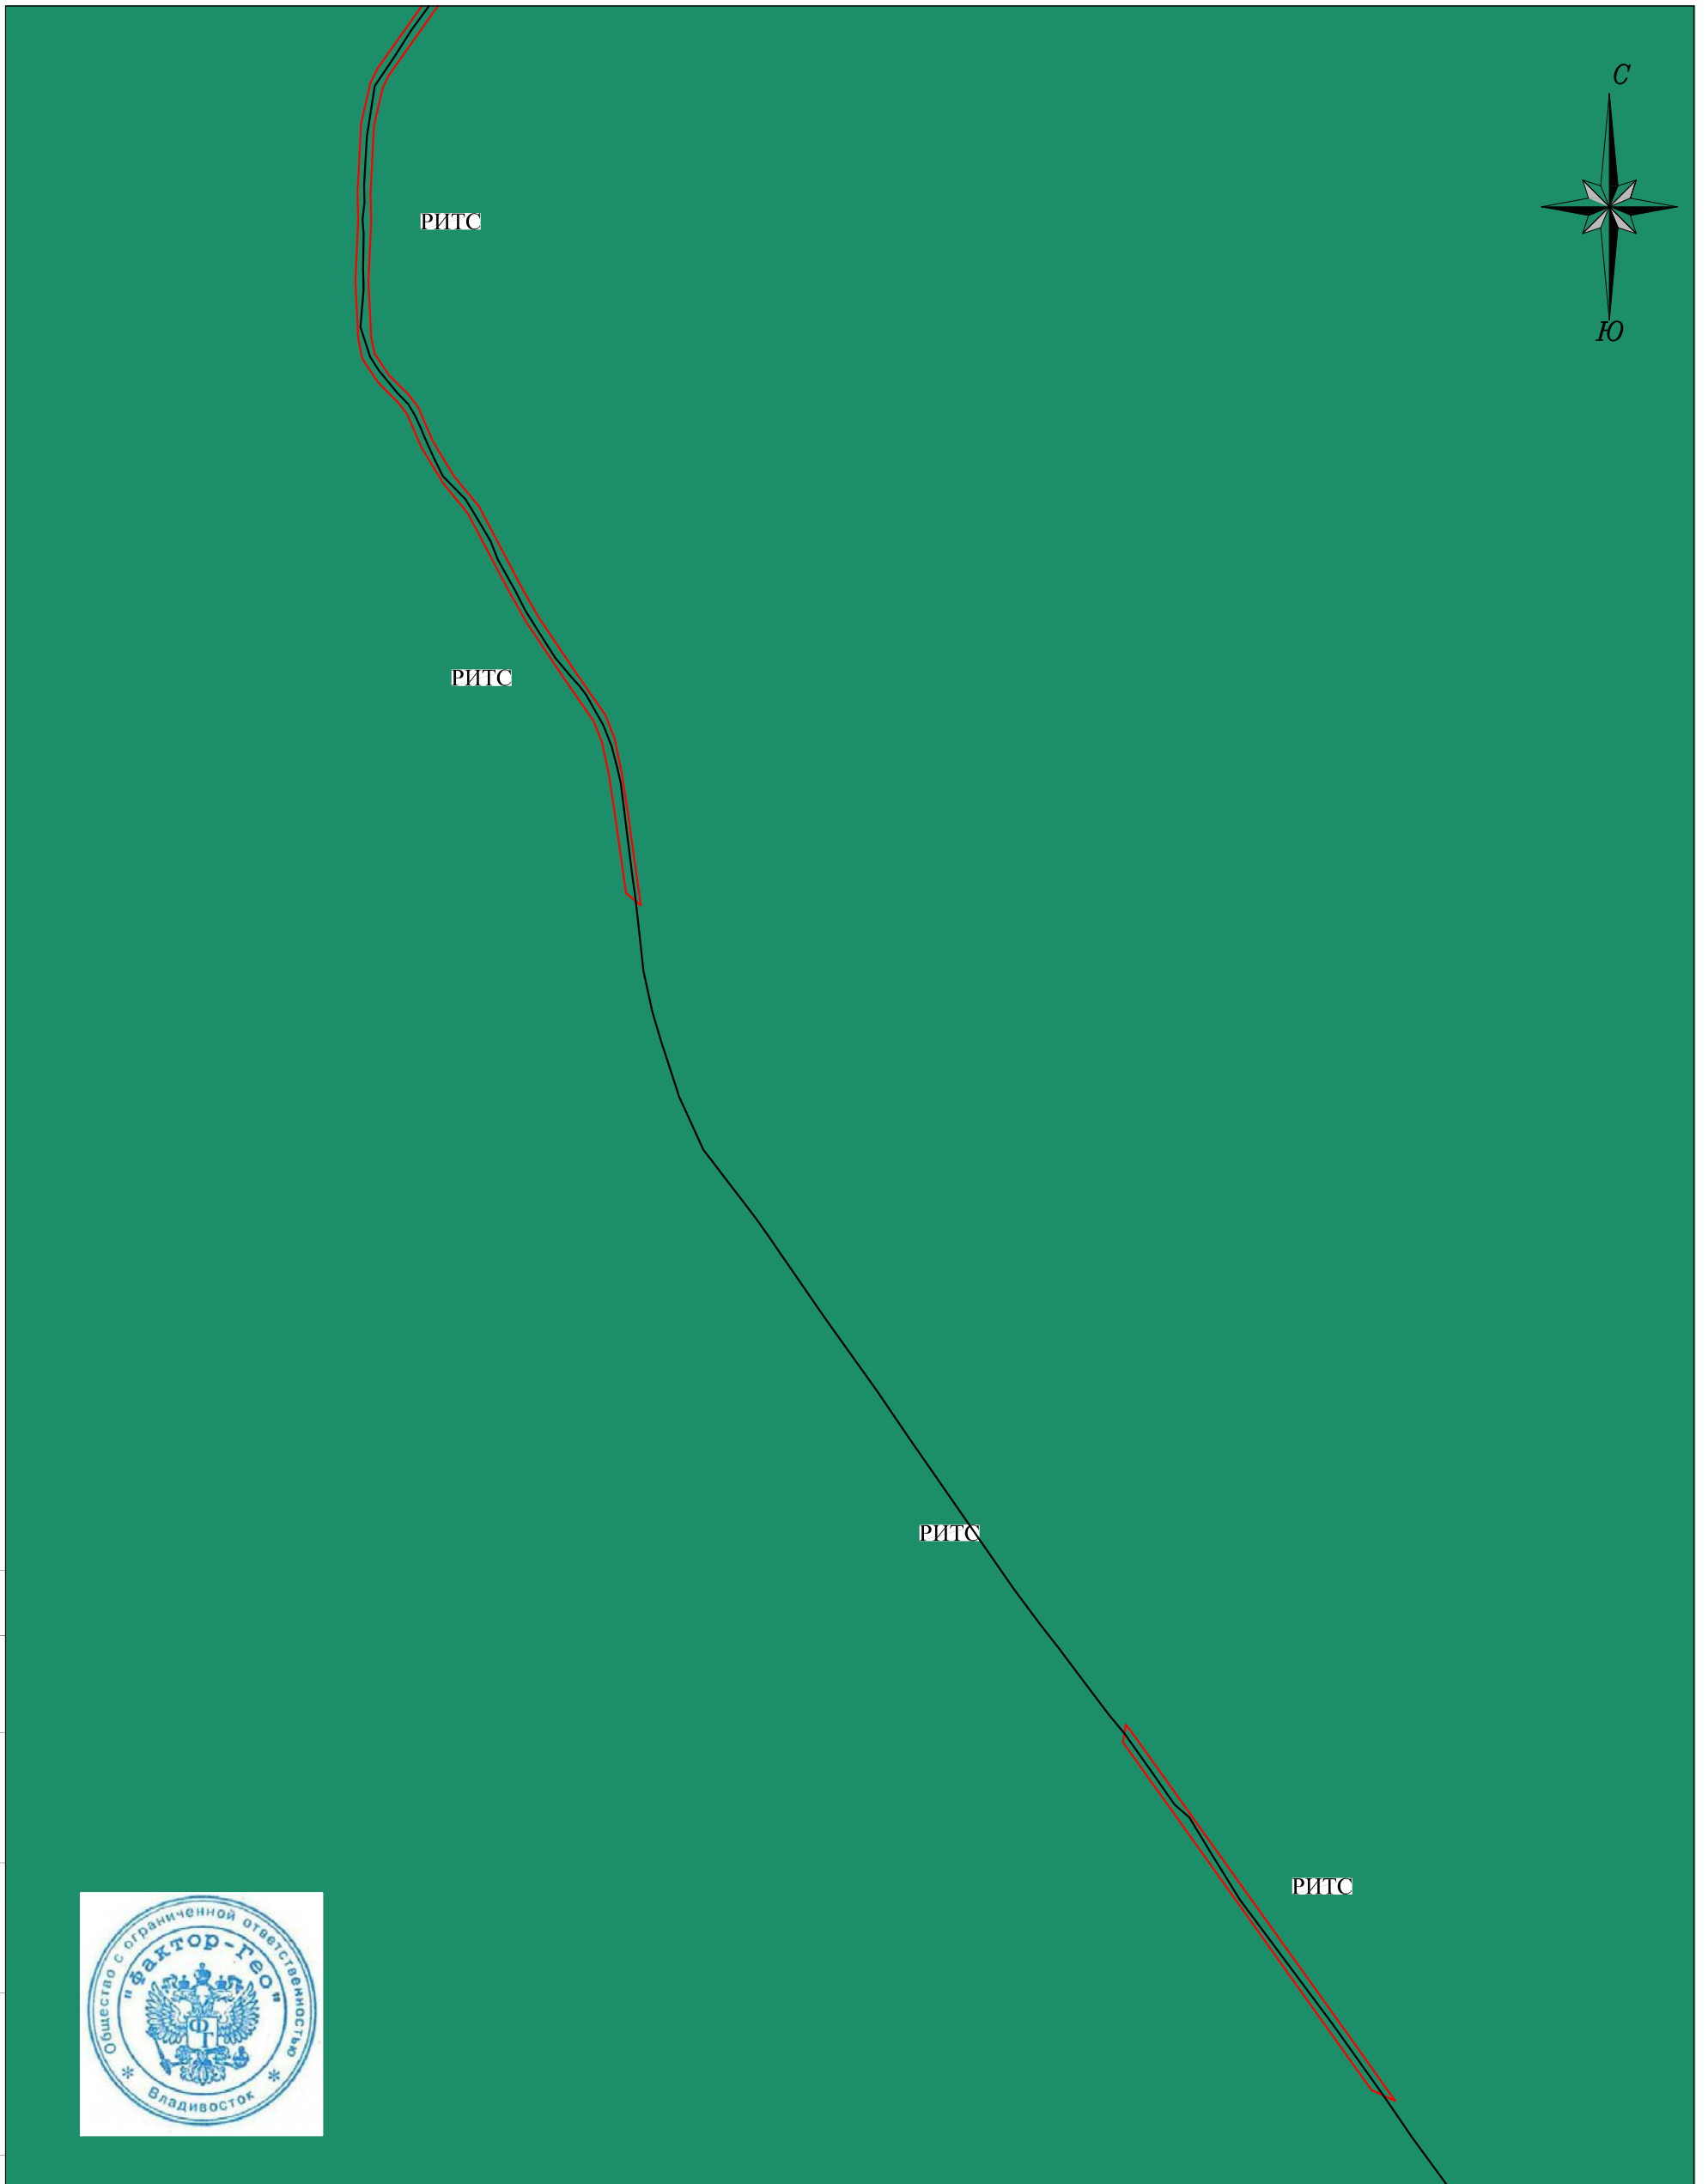 С
Ю
РИТС
РИТС
РИТС
РИТС
Общество с ограниченной ответственностью
"Фактор-гео"
ФГ
* Владивосток *